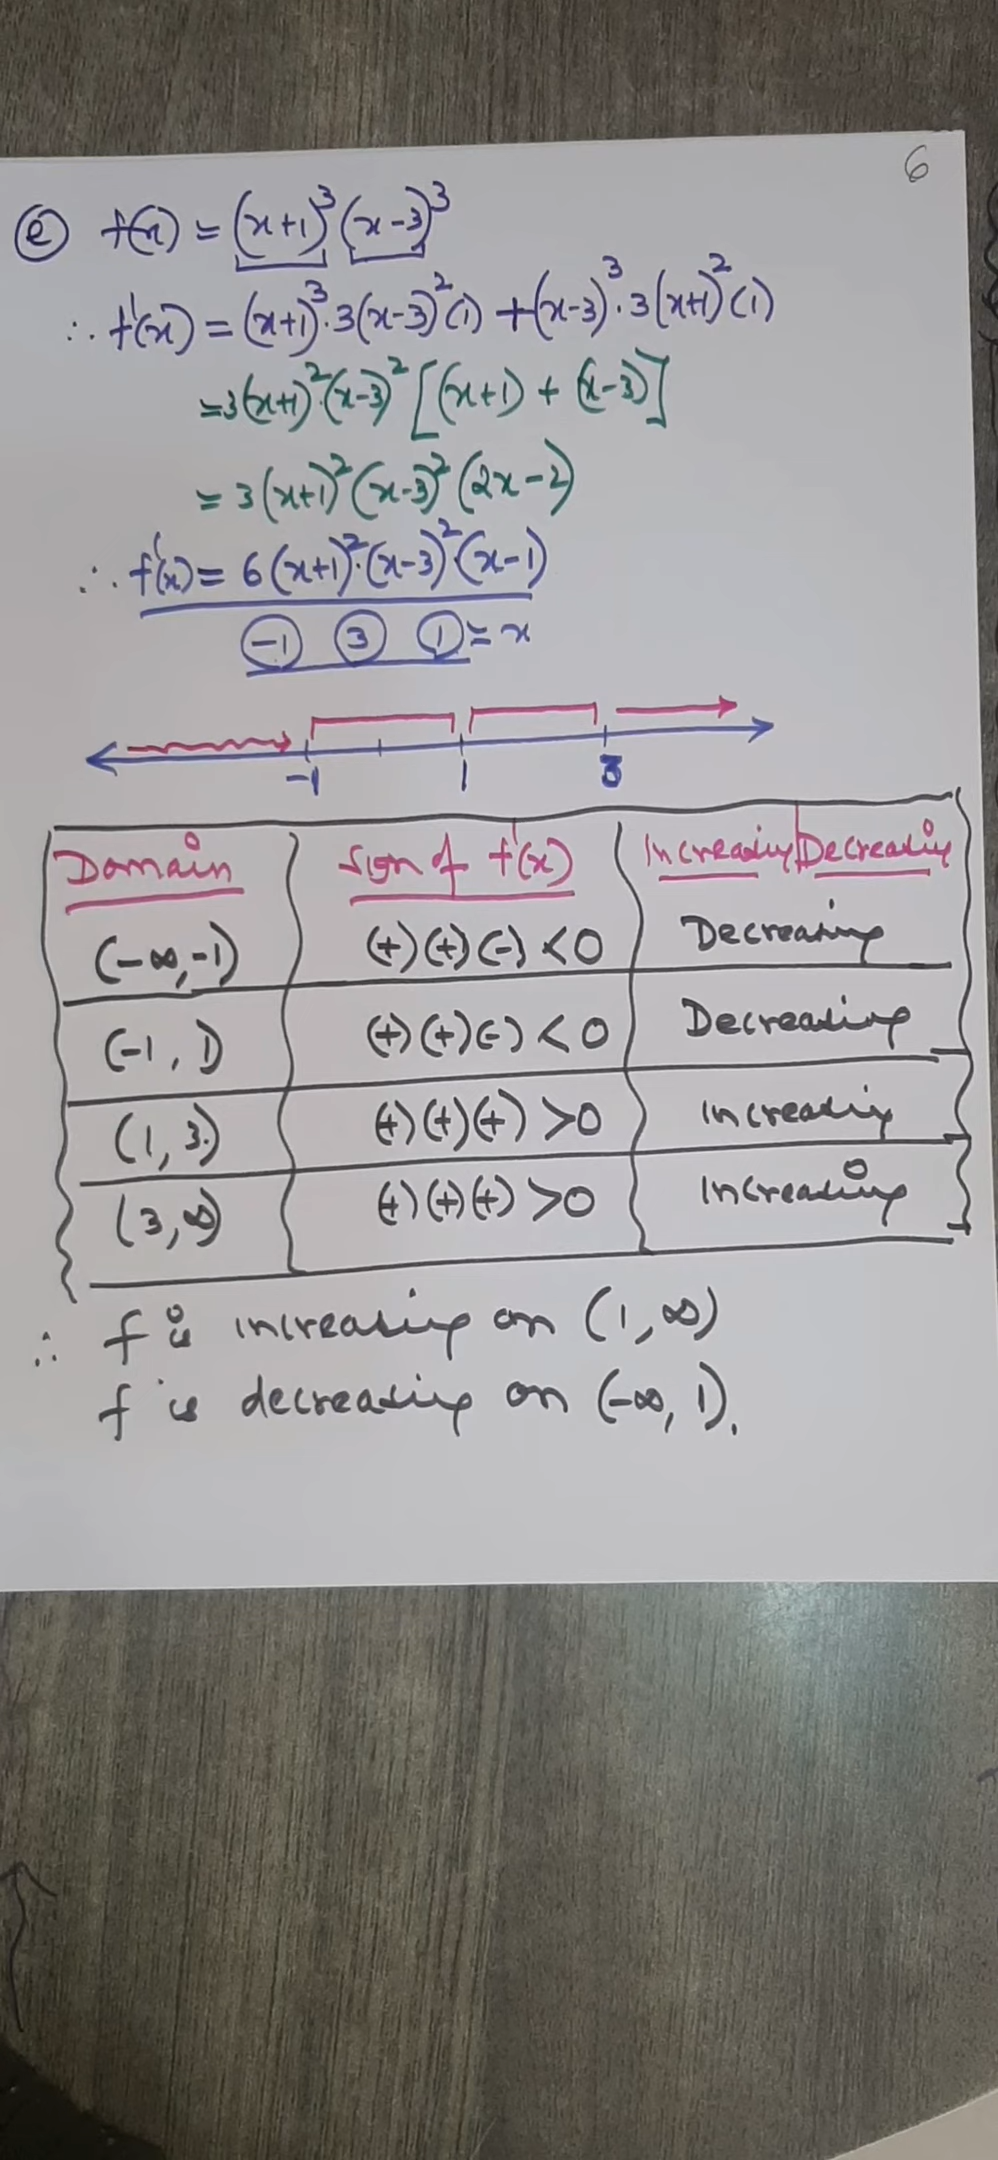 6
ⓔ f(x) = (x+1)³ (x-3)³
∴ f'(x) = (x+1)³·3(x-3)²(1) + (x-3)³·3(x+1)²(1)
= 3(x+1)²·(x-3)² [(x+1) + (x-3)]
= 3(x+1)² (x-3)² (2x-2)
∴ f'(x) = 6(x+1)²·(x-3)²·(x-1)
-1 3 1 = x
-1 1 3
Domain Sign of f'(x) Increasing/Decreasing
(-∞,-1) (+)(+)(-) < 0 Decreasing
(-1, 1) (+)(+)(-) < 0 Decreasing
(1, 3) (+)(+)(+) > 0 Increasing
(3, ∞) (+)(+)(+) > 0 Increasing
∴ f is increasing on (1, ∞)
f is decreasing on (-∞, 1).